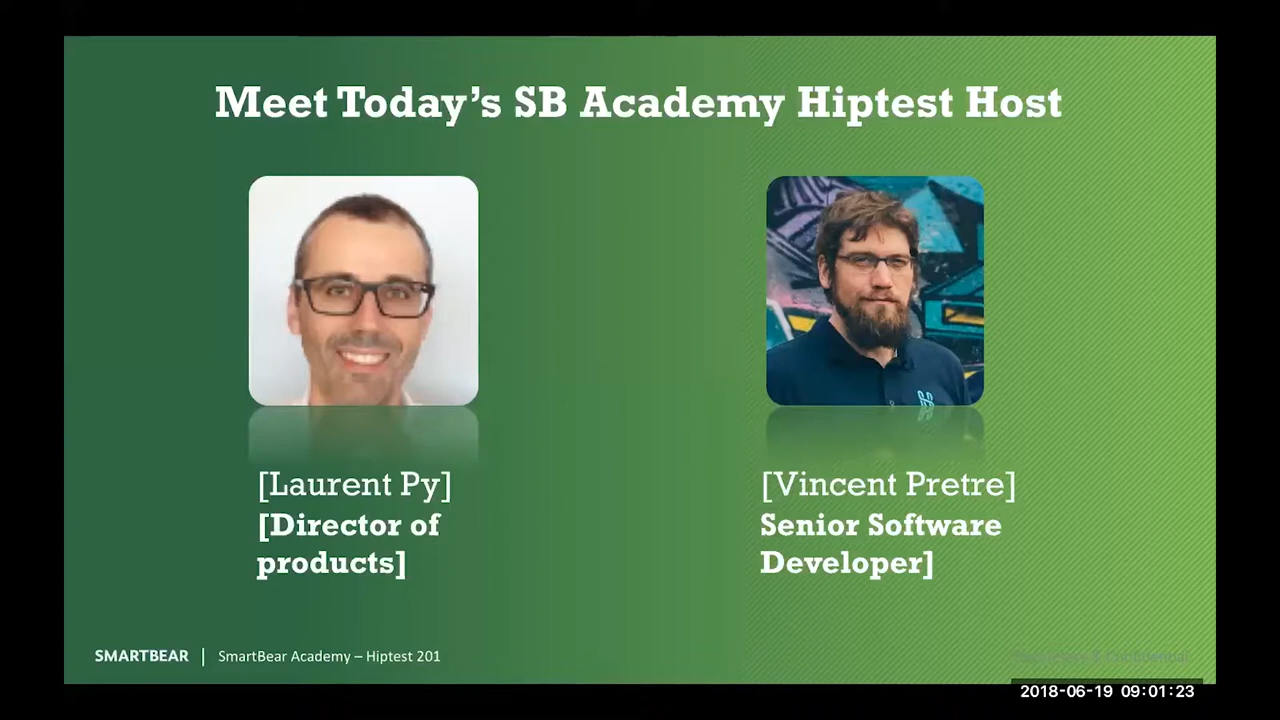 Meet Today's SB Academy Hiptest Host
[Laurent Py]
[Director of
products]
[Vincent Pretre]
Senior Software
Developer]
SMARTBEAR | SmartBear Academy – Hiptest 201
& Confidential
2018-06-19 09:01:23